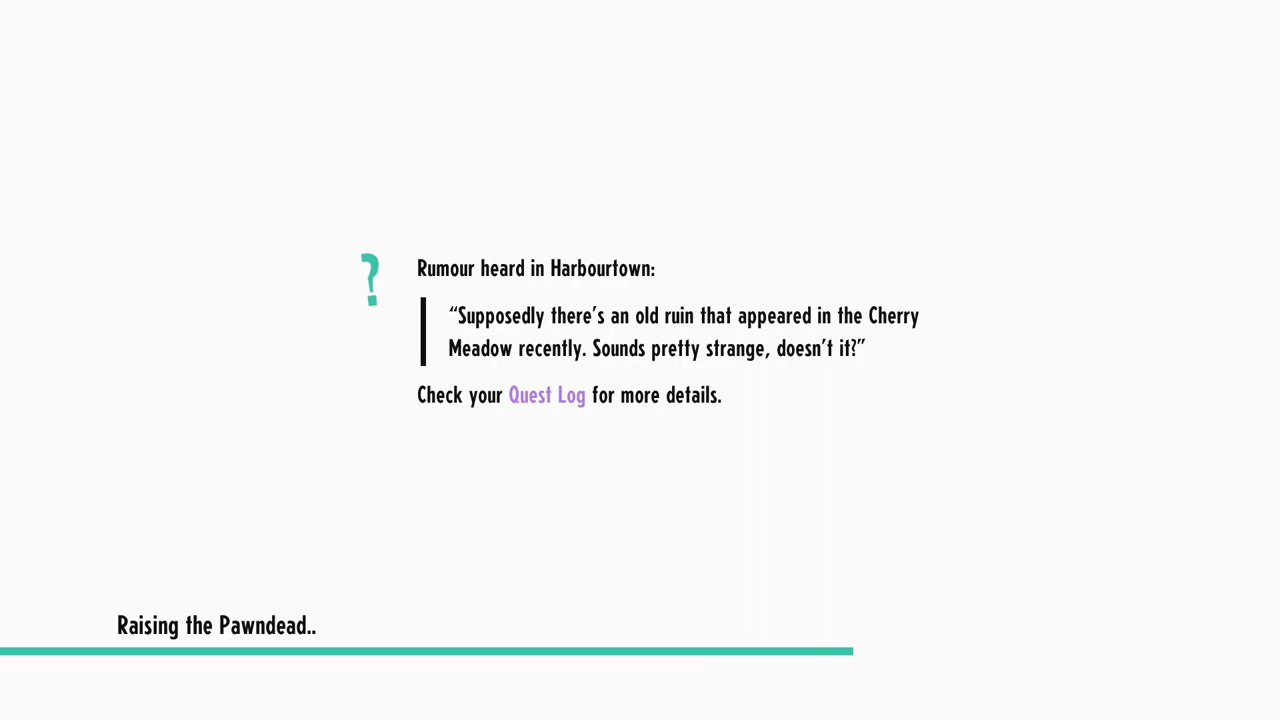 ?
Rumour heard in Harbourtown:
“Supposedly there’s an old ruin that appeared in the Cherry
Meadow recently. Sounds pretty strange, doesn’t it?”
Check your Quest Log for more details.
Raising the Pawndead..